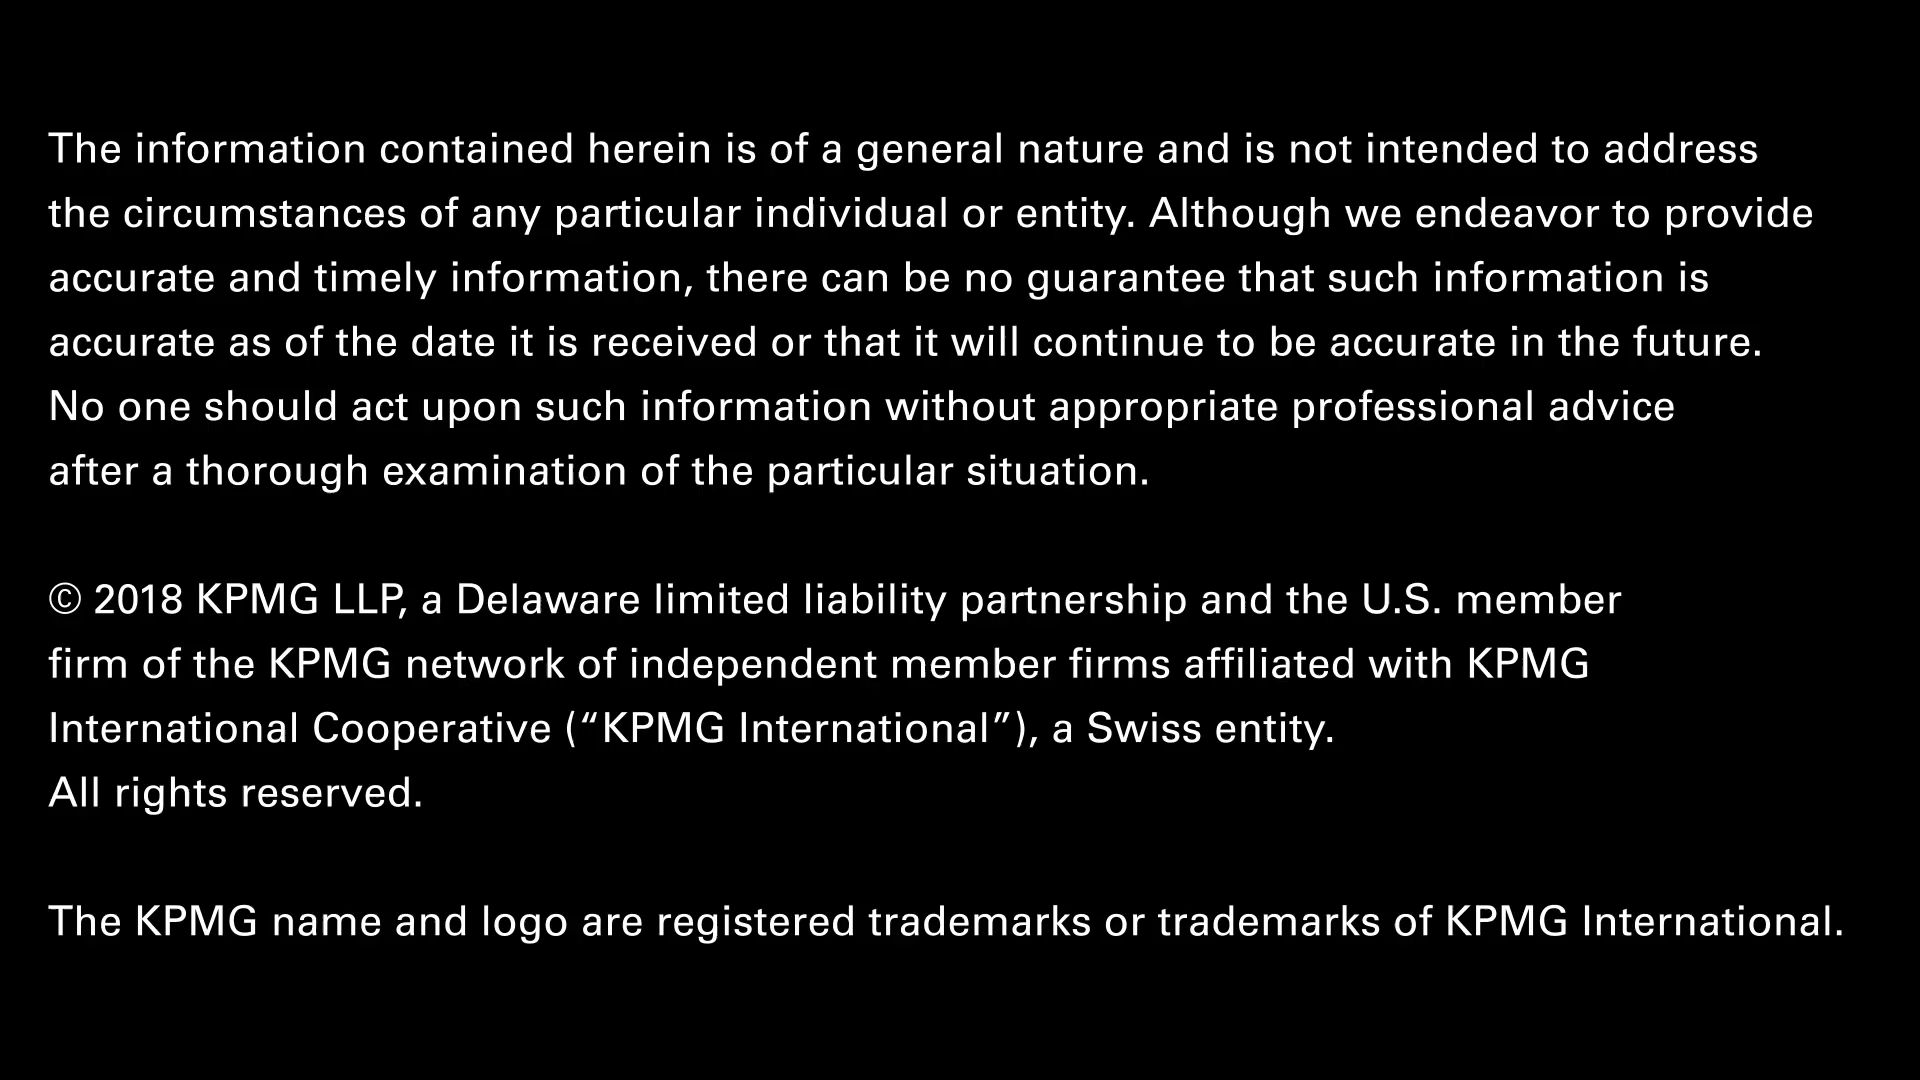 The information contained herein is of a general nature and is not intended to address
the circumstances of any particular individual or entity. Although we endeavor to provide
accurate and timely information, there can be no guarantee that such information is
accurate as of the date it is received or that it will continue to be accurate in the future.
No one should act upon such information without appropriate professional advice
after a thorough examination of the particular situation.
© 2018 KPMG LLP, a Delaware limited liability partnership and the U.S. member
firm of the KPMG network of independent member firms affiliated with KPMG
International Cooperative (“KPMG International”), a Swiss entity.
All rights reserved.
The KPMG name and logo are registered trademarks or trademarks of KPMG International.